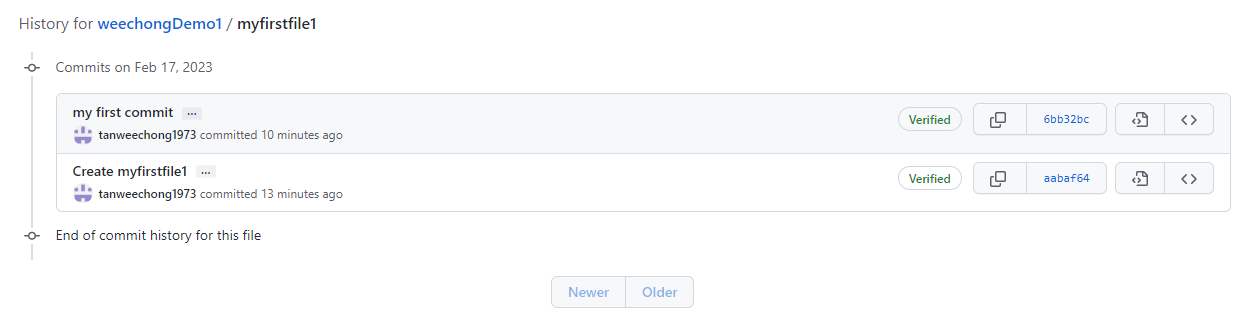 History for weechongDemo1 / myfirstfile1
Commits on Feb 17, 2023
my first commit ...
Verified 6bb32bc
tanweechong1973 committed 10 minutes ago
Create myfirstfile1 ...
Verified aabaf64
tanweechong1973 committed 13 minutes ago
End of commit history for this file
Newer Older